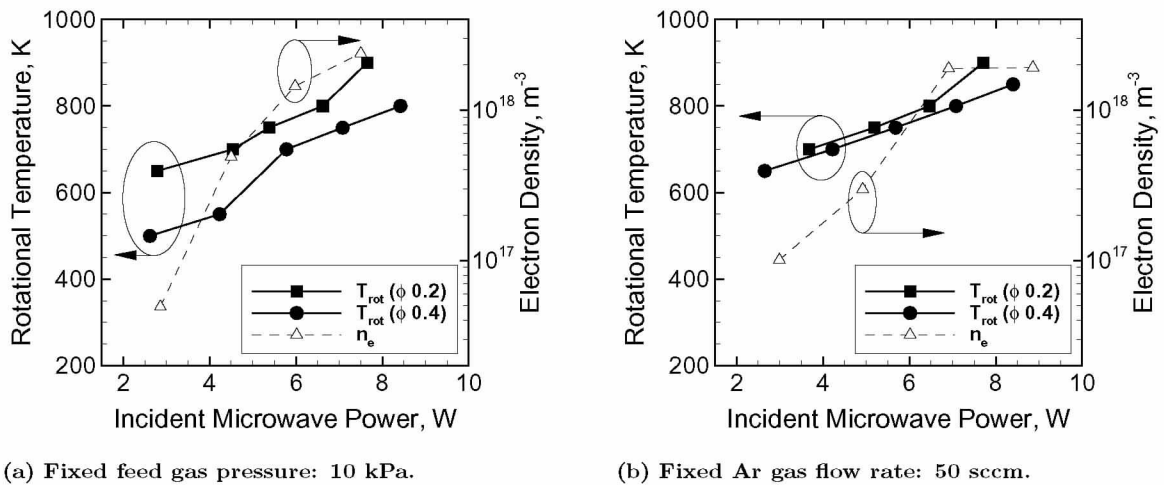 1000
800
600
400
200
Rotational Temperature, K
10^18
10^17
Electron Density, m^-3
2 4 6 8 10
Incident Microwave Power, W
T_rot (ϕ 0.2)
T_rot (ϕ 0.4)
n_e
(a) Fixed feed gas pressure: 10 kPa.
1000
800
600
400
200
Rotational Temperature, K
10^18
10^17
Electron Density, m^-3
2 4 6 8 10
Incident Microwave Power, W
T_rot (ϕ 0.2)
T_rot (ϕ 0.4)
n_e
(b) Fixed Ar gas flow rate: 50 sccm.